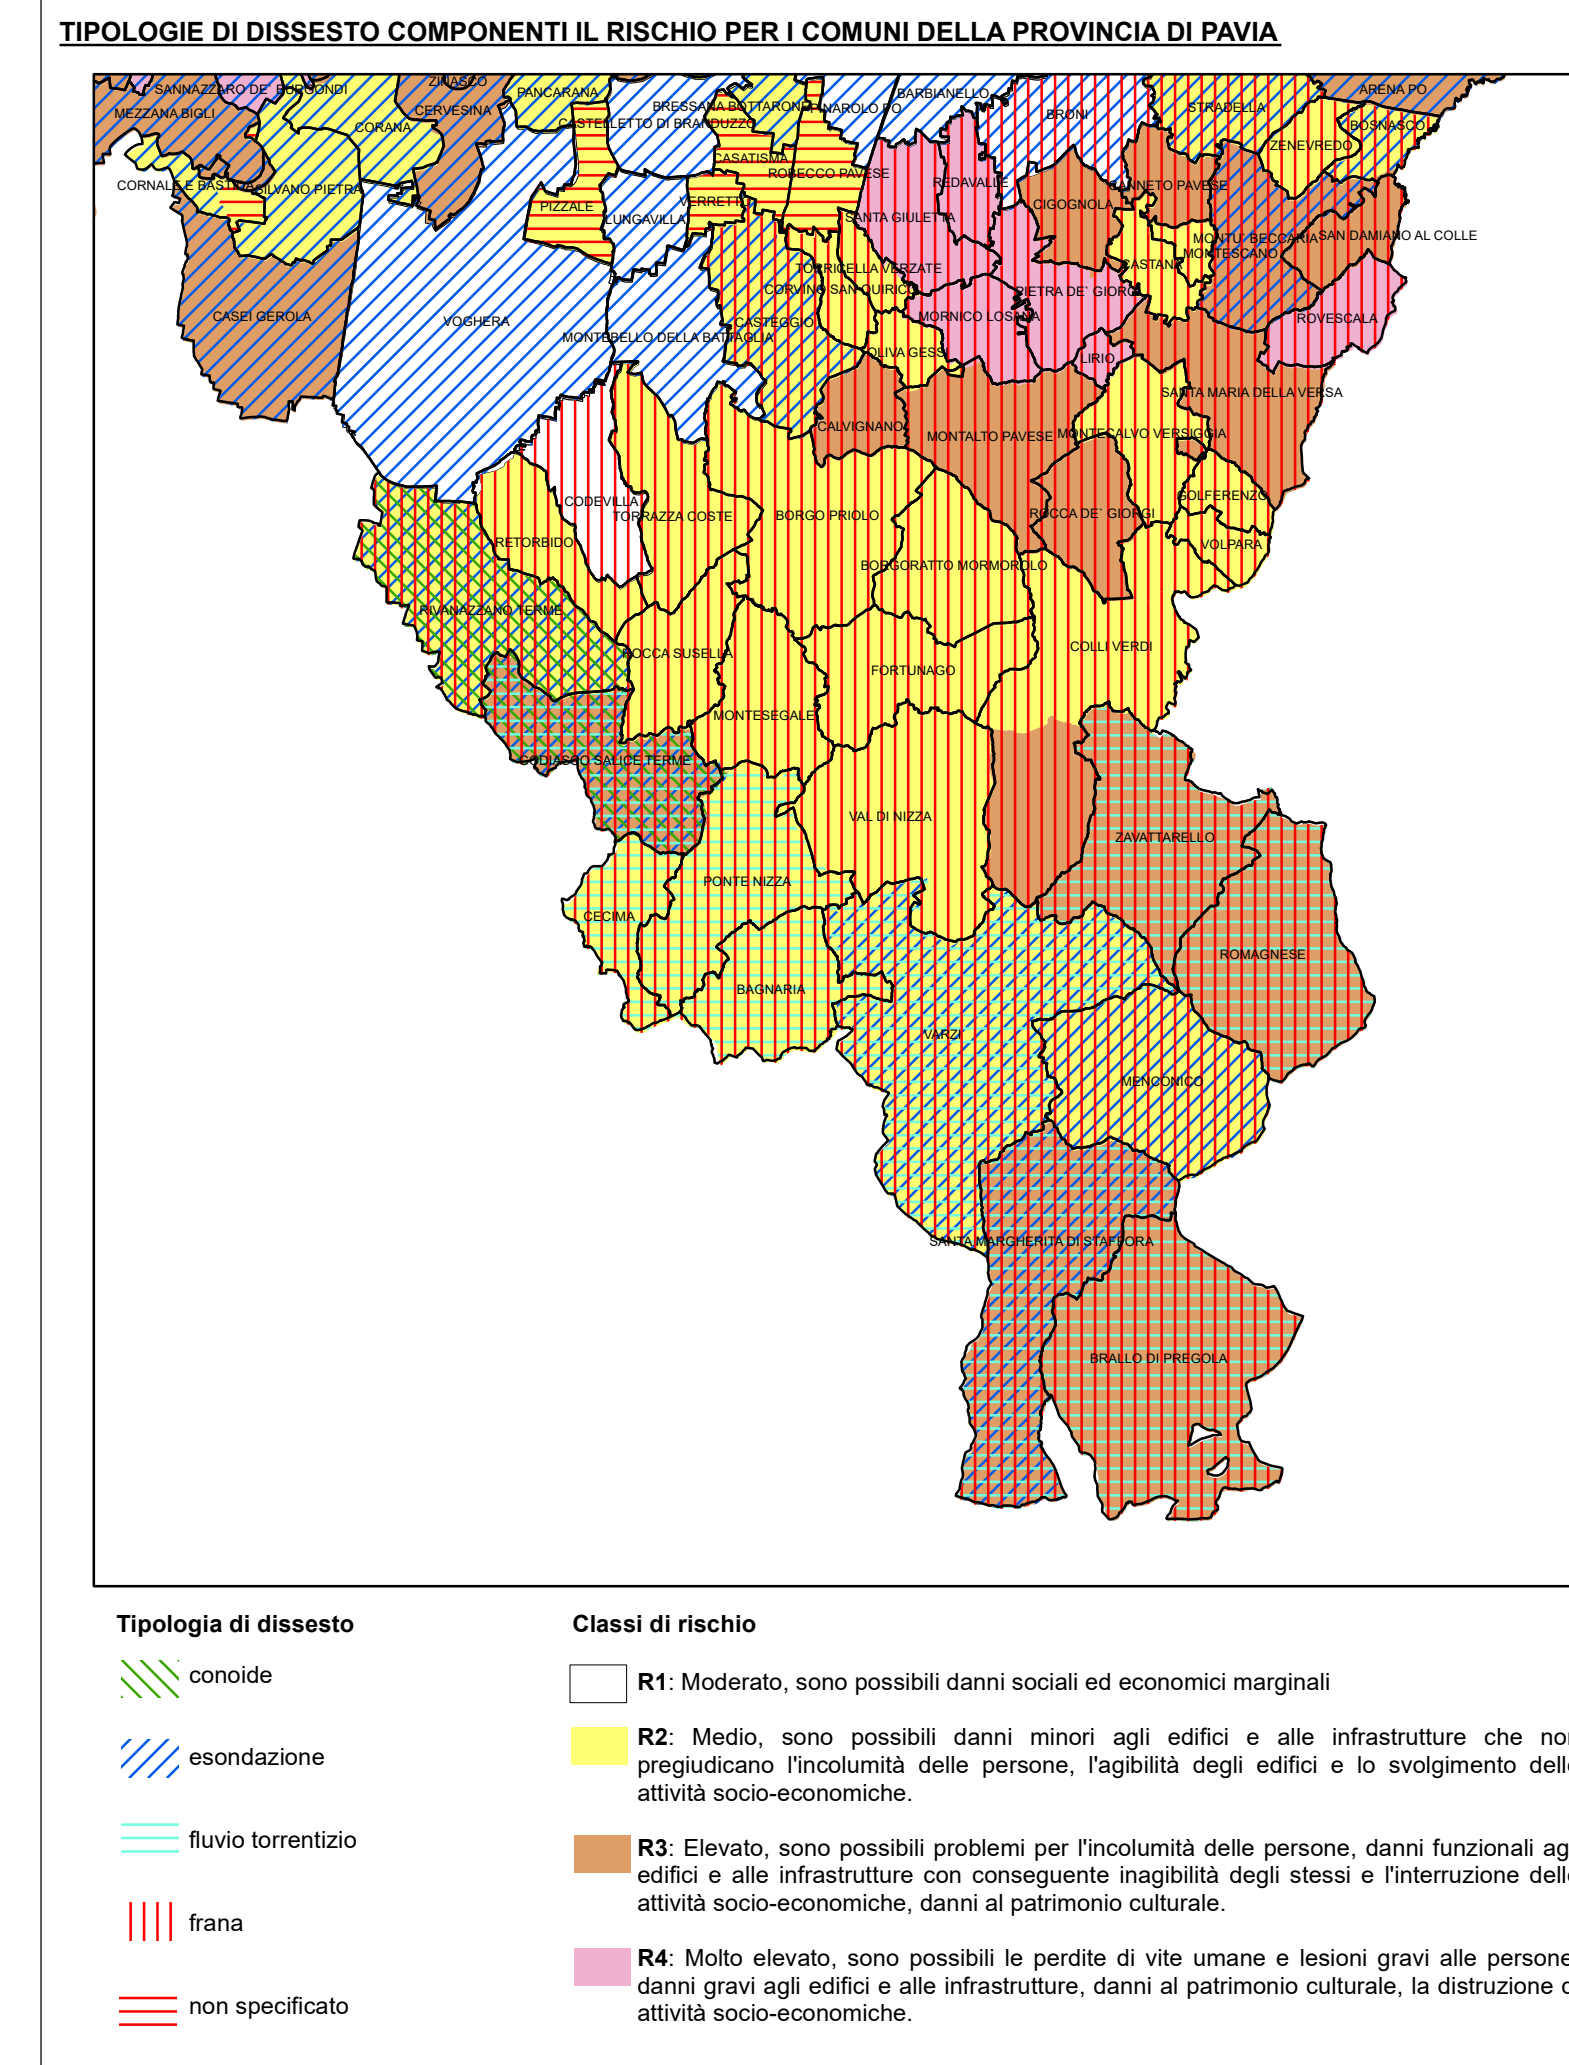 TIPOLOGIE DI DISSESTO COMPONENTI IL RISCHIO PER I COMUNI DELLA PROVINCIA DI PAVIA
ZINASCO
SANNAZZARO DE` BURGONDI
PANCARANA
BARBIANELLO
ARENA PO
MEZZANA BIGLI
CERVESINA
BRESSANA BOTTARONE
PINAROLO PO
BRONI
STRADELLA
CORANA
CASTELLETTO DI BRANDUZZO
BOSNASCO
ZENEVREDO
CASATISMA
ROBECCO PAVESE
CORNALE E BASTIDA
SILVANO PIETRA
REDAVALLE
CANNETO PAVESE
PIZZALE
VERRETTO
CIGOGNOLA
LUNGAVILLA
SANTA GIULETTA
MONTU` BECCARIA
SAN DAMIANO AL COLLE
MONTESCANO
TORRICELLA VERZATE
CASTANA
CORVINO SAN QUIRICO
PIETRA DE` GIORGI
CASEI GEROLA
VOGHERA
CASTEGGIO
MORNICO LOSANA
ROVESCALA
MONTEBELLO DELLA BATTAGLIA
OLIVA GESSI
LIRIO
SANTA MARIA DELLA VERSA
CALVIGNANO
MONTALTO PAVESE
MONTECALVO VERSIGGIA
CODEVILLA
GOLFERENZO
TORRAZZA COSTE
BORGO PRIOLO
ROCCA DE` GIORGI
RETORBIDO
VOLPARA
BORGORATTO MORMOROLO
RIVANAZZANO TERME
ROCCA SUSELLA
COLLI VERDI
FORTUNAGO
MONTESEGALE
GODIASCO SALICE TERME
VAL DI NIZZA
ZAVATTARELLO
PONTE NIZZA
CECIMA
ROMAGNESE
BAGNARIA
VARZI
MENCONICO
SANTA MARGHERITA DI STAFFORA
BRALLO DI PREGOLA
Tipologia di dissesto
conoide
esondazione
fluvio torrentizio
frana
non specificato
Classi di rischio
R1: Moderato, sono possibili danni sociali ed economici marginali
R2: Medio, sono possibili danni minori agli edifici e alle infrastrutture che non
pregiudicano l'incolumità delle persone, l'agibilità degli edifici e lo svolgimento delle
attività socio-economiche.
R3: Elevato, sono possibili problemi per l'incolumità delle persone, danni funzionali ag
edifici e alle infrastrutture con conseguente inagibilità degli stessi e l'interruzione delle
attività socio-economiche, danni al patrimonio culturale.
R4: Molto elevato, sono possibili le perdite di vite umane e lesioni gravi alle persone
danni gravi agli edifici e alle infrastrutture, danni al patrimonio culturale, la distruzione d
attività socio-economiche.